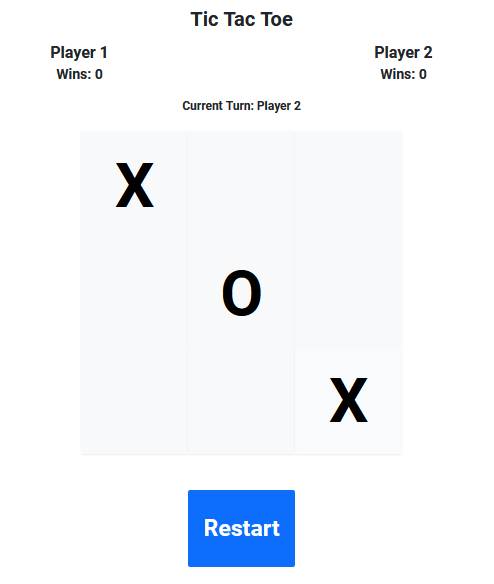 Tic Tac Toe
Player 1
Wins: 0
Player 2
Wins: 0
Current Turn: Player 2
X
O
X
Restart